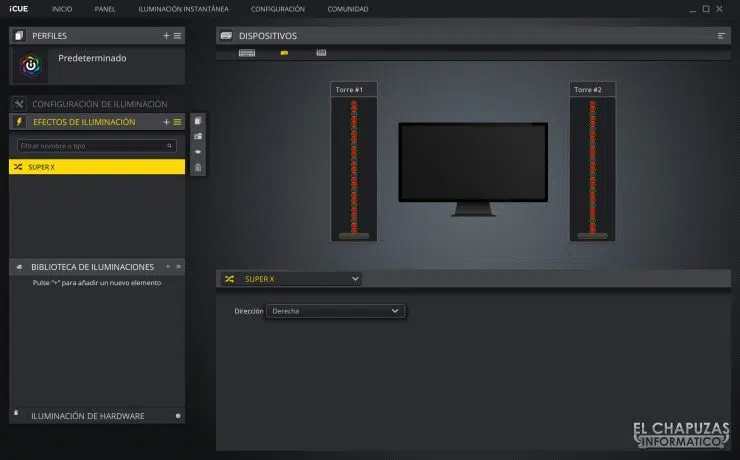 iCUE INICIO PANEL ILUMINACIÓN INSTANTÁNEA CONFIGURACIÓN COMUNIDAD
PERFILES
Predeterminado
CONFIGURACIÓN DE ILUMINACIÓN
EFECTOS DE ILUMINACIÓN
Filtrar nombre o tipo
SUPER X
BIBLIOTECA DE ILUMINACIONES
Pulse "+" para añadir un nuevo elemento
ILUMINACIÓN DE HARDWARE
DISPOSITIVOS
Torre #1
Torre #2
SUPER X
Dirección Derecha
EL CHAPUZAS
INFORMÁTICO